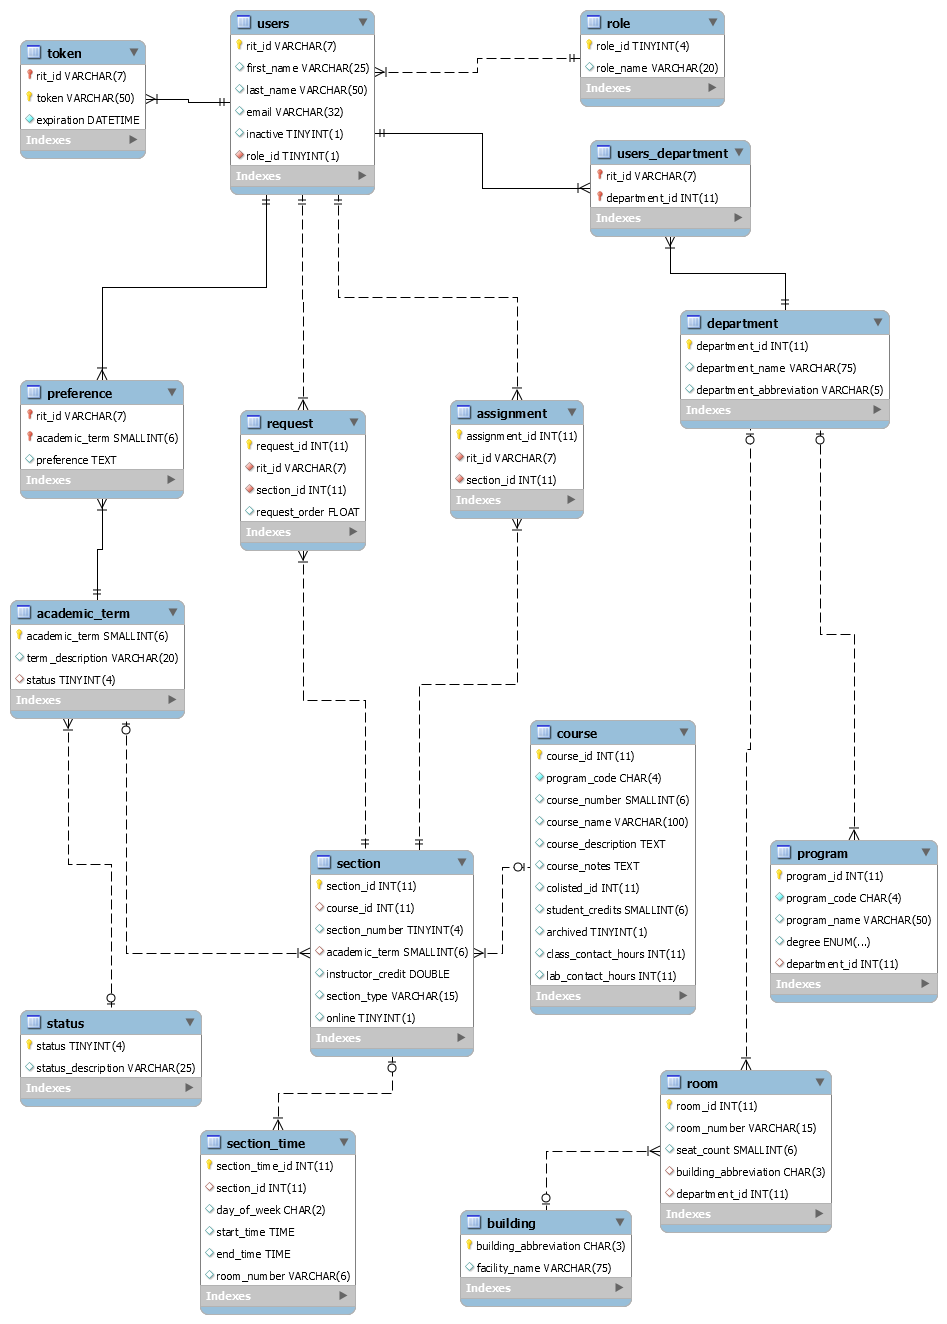 users
rit_id VARCHAR(7)
first_name VARCHAR(25)
last_name VARCHAR(50)
email VARCHAR(32)
inactive TINYINT(1)
role_id TINYINT(1)
Indexes
role
role_id TINYINT(4)
role_name VARCHAR(20)
Indexes
token
rit_id VARCHAR(7)
token VARCHAR(50)
expiration DATETIME
Indexes
users_department
rit_id VARCHAR(7)
department_id INT(11)
Indexes
department
department_id INT(11)
department_name VARCHAR(75)
department_abbreviation VARCHAR(5)
Indexes
preference
rit_id VARCHAR(7)
academic_term SMALLINT(6)
preference TEXT
Indexes
request
request_id INT(11)
rit_id VARCHAR(7)
section_id INT(11)
request_order FLOAT
Indexes
assignment
assignment_id INT(11)
rit_id VARCHAR(7)
section_id INT(11)
Indexes
academic_term
academic_term SMALLINT(6)
term_description VARCHAR(20)
status TINYINT(4)
Indexes
course
course_id INT(11)
program_code CHAR(4)
course_number SMALLINT(6)
course_name VARCHAR(100)
course_description TEXT
course_notes TEXT
colisted_id INT(11)
student_credits SMALLINT(6)
archived TINYINT(1)
class_contact_hours INT(11)
lab_contact_hours INT(11)
Indexes
section
section_id INT(11)
course_id INT(11)
section_number TINYINT(4)
academic_term SMALLINT(6)
instructor_credit DOUBLE
section_type VARCHAR(15)
online TINYINT(1)
Indexes
program
program_id INT(11)
program_code CHAR(4)
program_name VARCHAR(50)
degree ENUM(...)
department_id INT(11)
Indexes
status
status TINYINT(4)
status_description VARCHAR(25)
Indexes
room
room_id INT(11)
room_number VARCHAR(15)
seat_count SMALLINT(6)
building_abbreviation CHAR(3)
department_id INT(11)
Indexes
section_time
section_time_id INT(11)
section_id INT(11)
day_of_week CHAR(2)
start_time TIME
end_time TIME
room_number VARCHAR(6)
Indexes
building
building_abbreviation CHAR(3)
facility_name VARCHAR(75)
Indexes